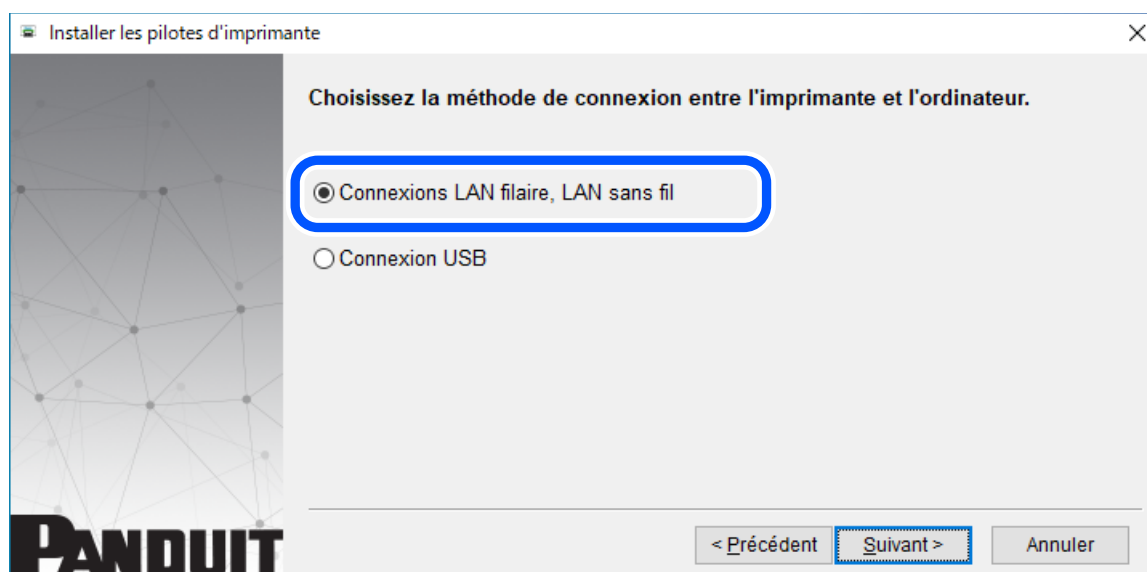 Installer les pilotes d'imprimante
Choisissez la méthode de connexion entre l'imprimante et l'ordinateur.
Connexions LAN filaire, LAN sans fil
Connexion USB
PANDUIT
< Précédent
Suivant >
Annuler